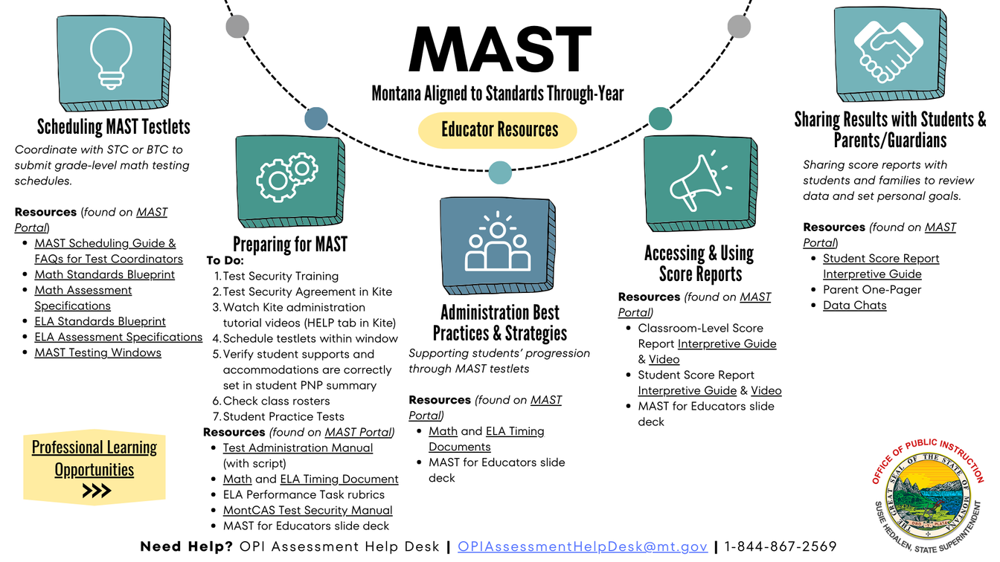 MAST
Montana Aligned to Standards Through-Year
Educator Resources
Scheduling MAST Testlets
Coordinate with STC or BTC to
submit grade-level math testing
schedules.
Resources (found on MAST
Portal)
• MAST Scheduling Guide &
FAQs for Test Coordinators
• Math Standards Blueprint
• Math Assessment
Specifications
• ELA Standards Blueprint
• ELA Assessment Specifications
• MAST Testing Windows
Professional Learning
Opportunities
Preparing for MAST
To Do:
1. Test Security Training
2. Test Security Agreement in Kite
3. Watch Kite administration
tutorial videos (HELP tab in Kite)
4. Schedule testlets within window
5. Verify student supports and
accommodations are correctly
set in student PNP summary
6. Check class rosters
7. Student Practice Tests
Resources (found on MAST Portal)
• Test Administration Manual
(with script)
• Math and ELA Timing Document
• ELA Performance Task rubrics
• MontCAS Test Security Manual
• MAST for Educators slide deck
Administration Best
Practices & Strategies
Supporting students' progression
through MAST testlets
Resources (found on MAST
Portal)
• Math and ELA Timing
Documents
• MAST for Educators slide
deck
Accessing & Using
Score Reports
Resources (found on MAST
Portal)
• Classroom-Level Score
Report Interpretive Guide
& Video
• Student Score Report
Interpretive Guide & Video
• MAST for Educators slide
deck
Sharing Results with Students &
Parents/Guardians
Sharing score reports with
students and families to review
data and set personal goals.
Resources (found on MAST
Portal)
• Student Score Report
Interpretive Guide
• Parent One-Pager
• Data Chats
OFFICE OF PUBLIC INSTRUCTION
THE GREAT SEAL OF THE STATE OF MONTANA
ORO Y PLATA
SUSIE HEDALEN, STATE SUPERINTENDENT
Need Help? OPI Assessment Help Desk | OPIAssessmentHelpDesk@mt.gov | 1-844-867-2569